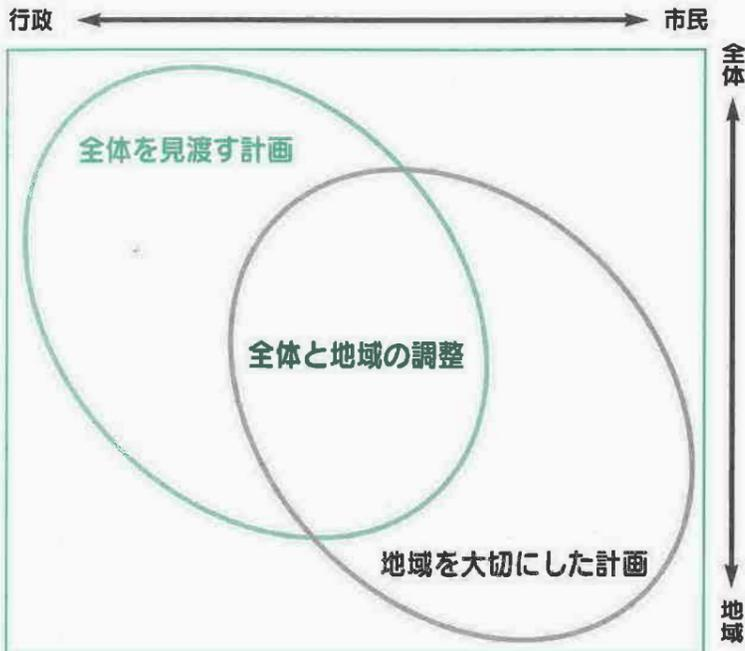 行政
市民
全体
全体を見渡す計画
全体と地域の調整
地域を大切にした計画
地域